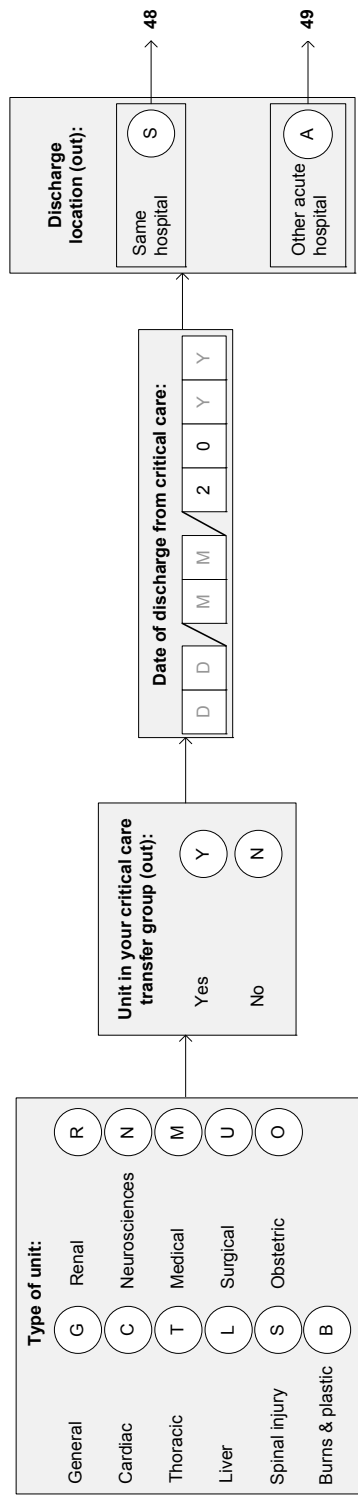 Type of unit:
General G Renal R
Cardiac C Neurosciences N
Thoracic T Medical M
Liver L Surgical U
Spinal injury S Obstetric O
Burns & plastic B
Unit in your critical care
transfer group (out):
Yes Y
No N
Date of discharge from critical care:
D D M M 2 0 Y Y
Discharge
location (out):
Same
hospital S
48
Other acute
hospital A
49